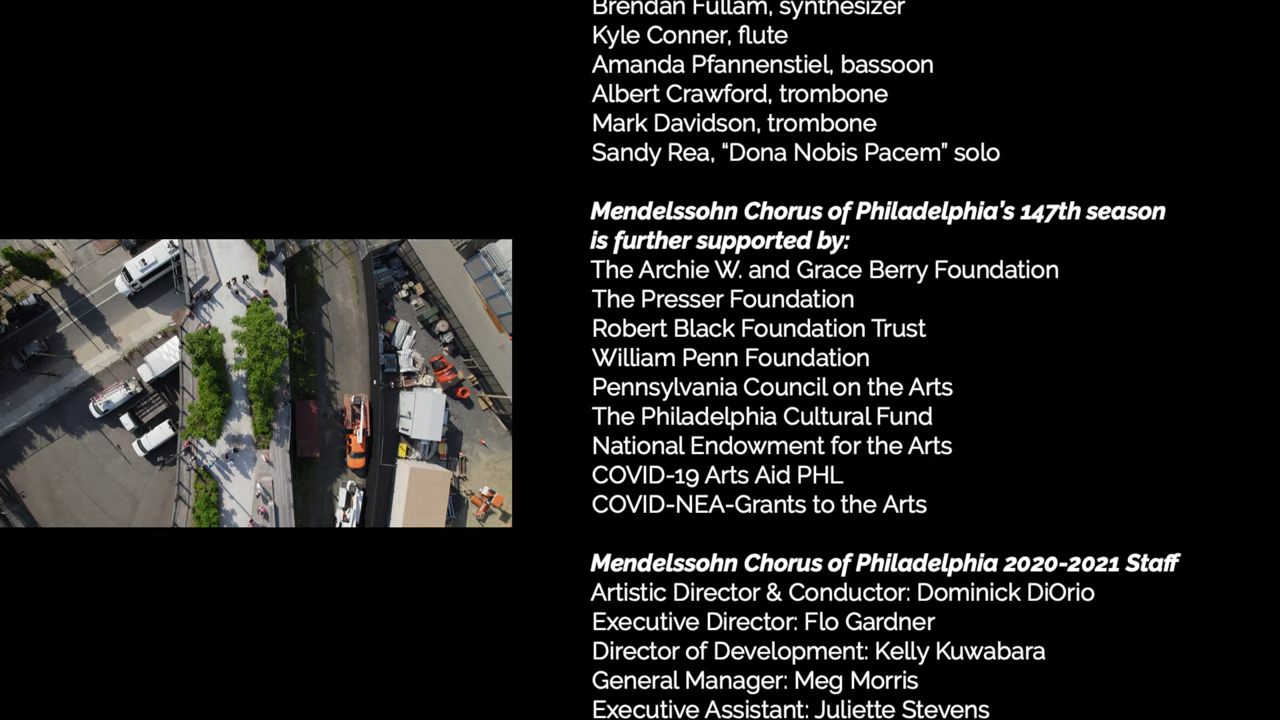 Brendan Fullam, synthesizer
Kyle Conner, flute
Amanda Pfannenstiel, bassoon
Albert Crawford, trombone
Mark Davidson, trombone
Sandy Rea, “Dona Nobis Pacem” solo
Mendelssohn Chorus of Philadelphia's 147th season
is further supported by:
The Archie W. and Grace Berry Foundation
The Presser Foundation
Robert Black Foundation Trust
William Penn Foundation
Pennsylvania Council on the Arts
The Philadelphia Cultural Fund
National Endowment for the Arts
COVID-19 Arts Aid PHL
COVID-NEA-Grants to the Arts
Mendelssohn Chorus of Philadelphia 2020-2021 Staff
Artistic Director & Conductor: Dominick DiOrio
Executive Director: Flo Gardner
Director of Development: Kelly Kuwabara
General Manager: Meg Morris
Executive Assistant: Juliette Stevens